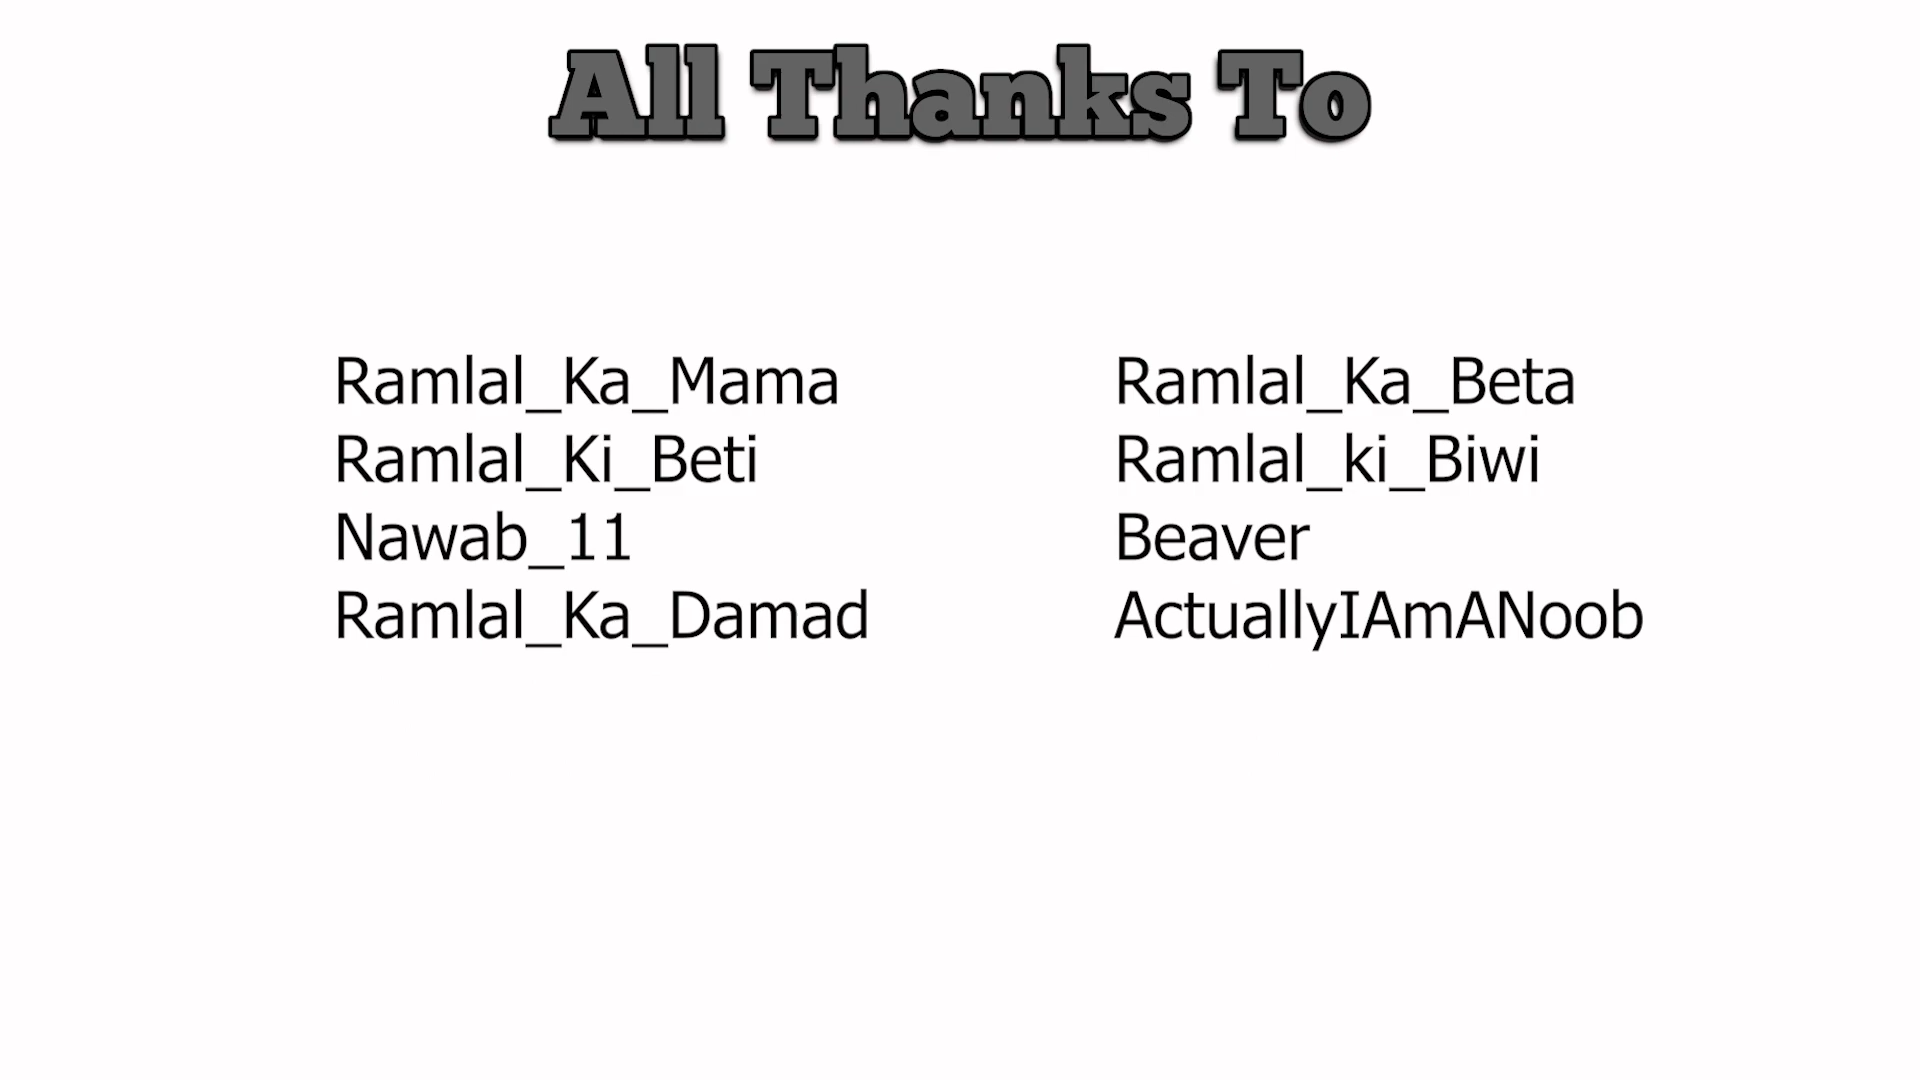 All Thanks To
Ramlal_Ka_Mama
Ramlal_Ki_Beti
Nawab_11
Ramlal_Ka_Damad
Ramlal_Ka_Beta
Ramlal_ki_Biwi
Beaver
ActuallyIAmANoob